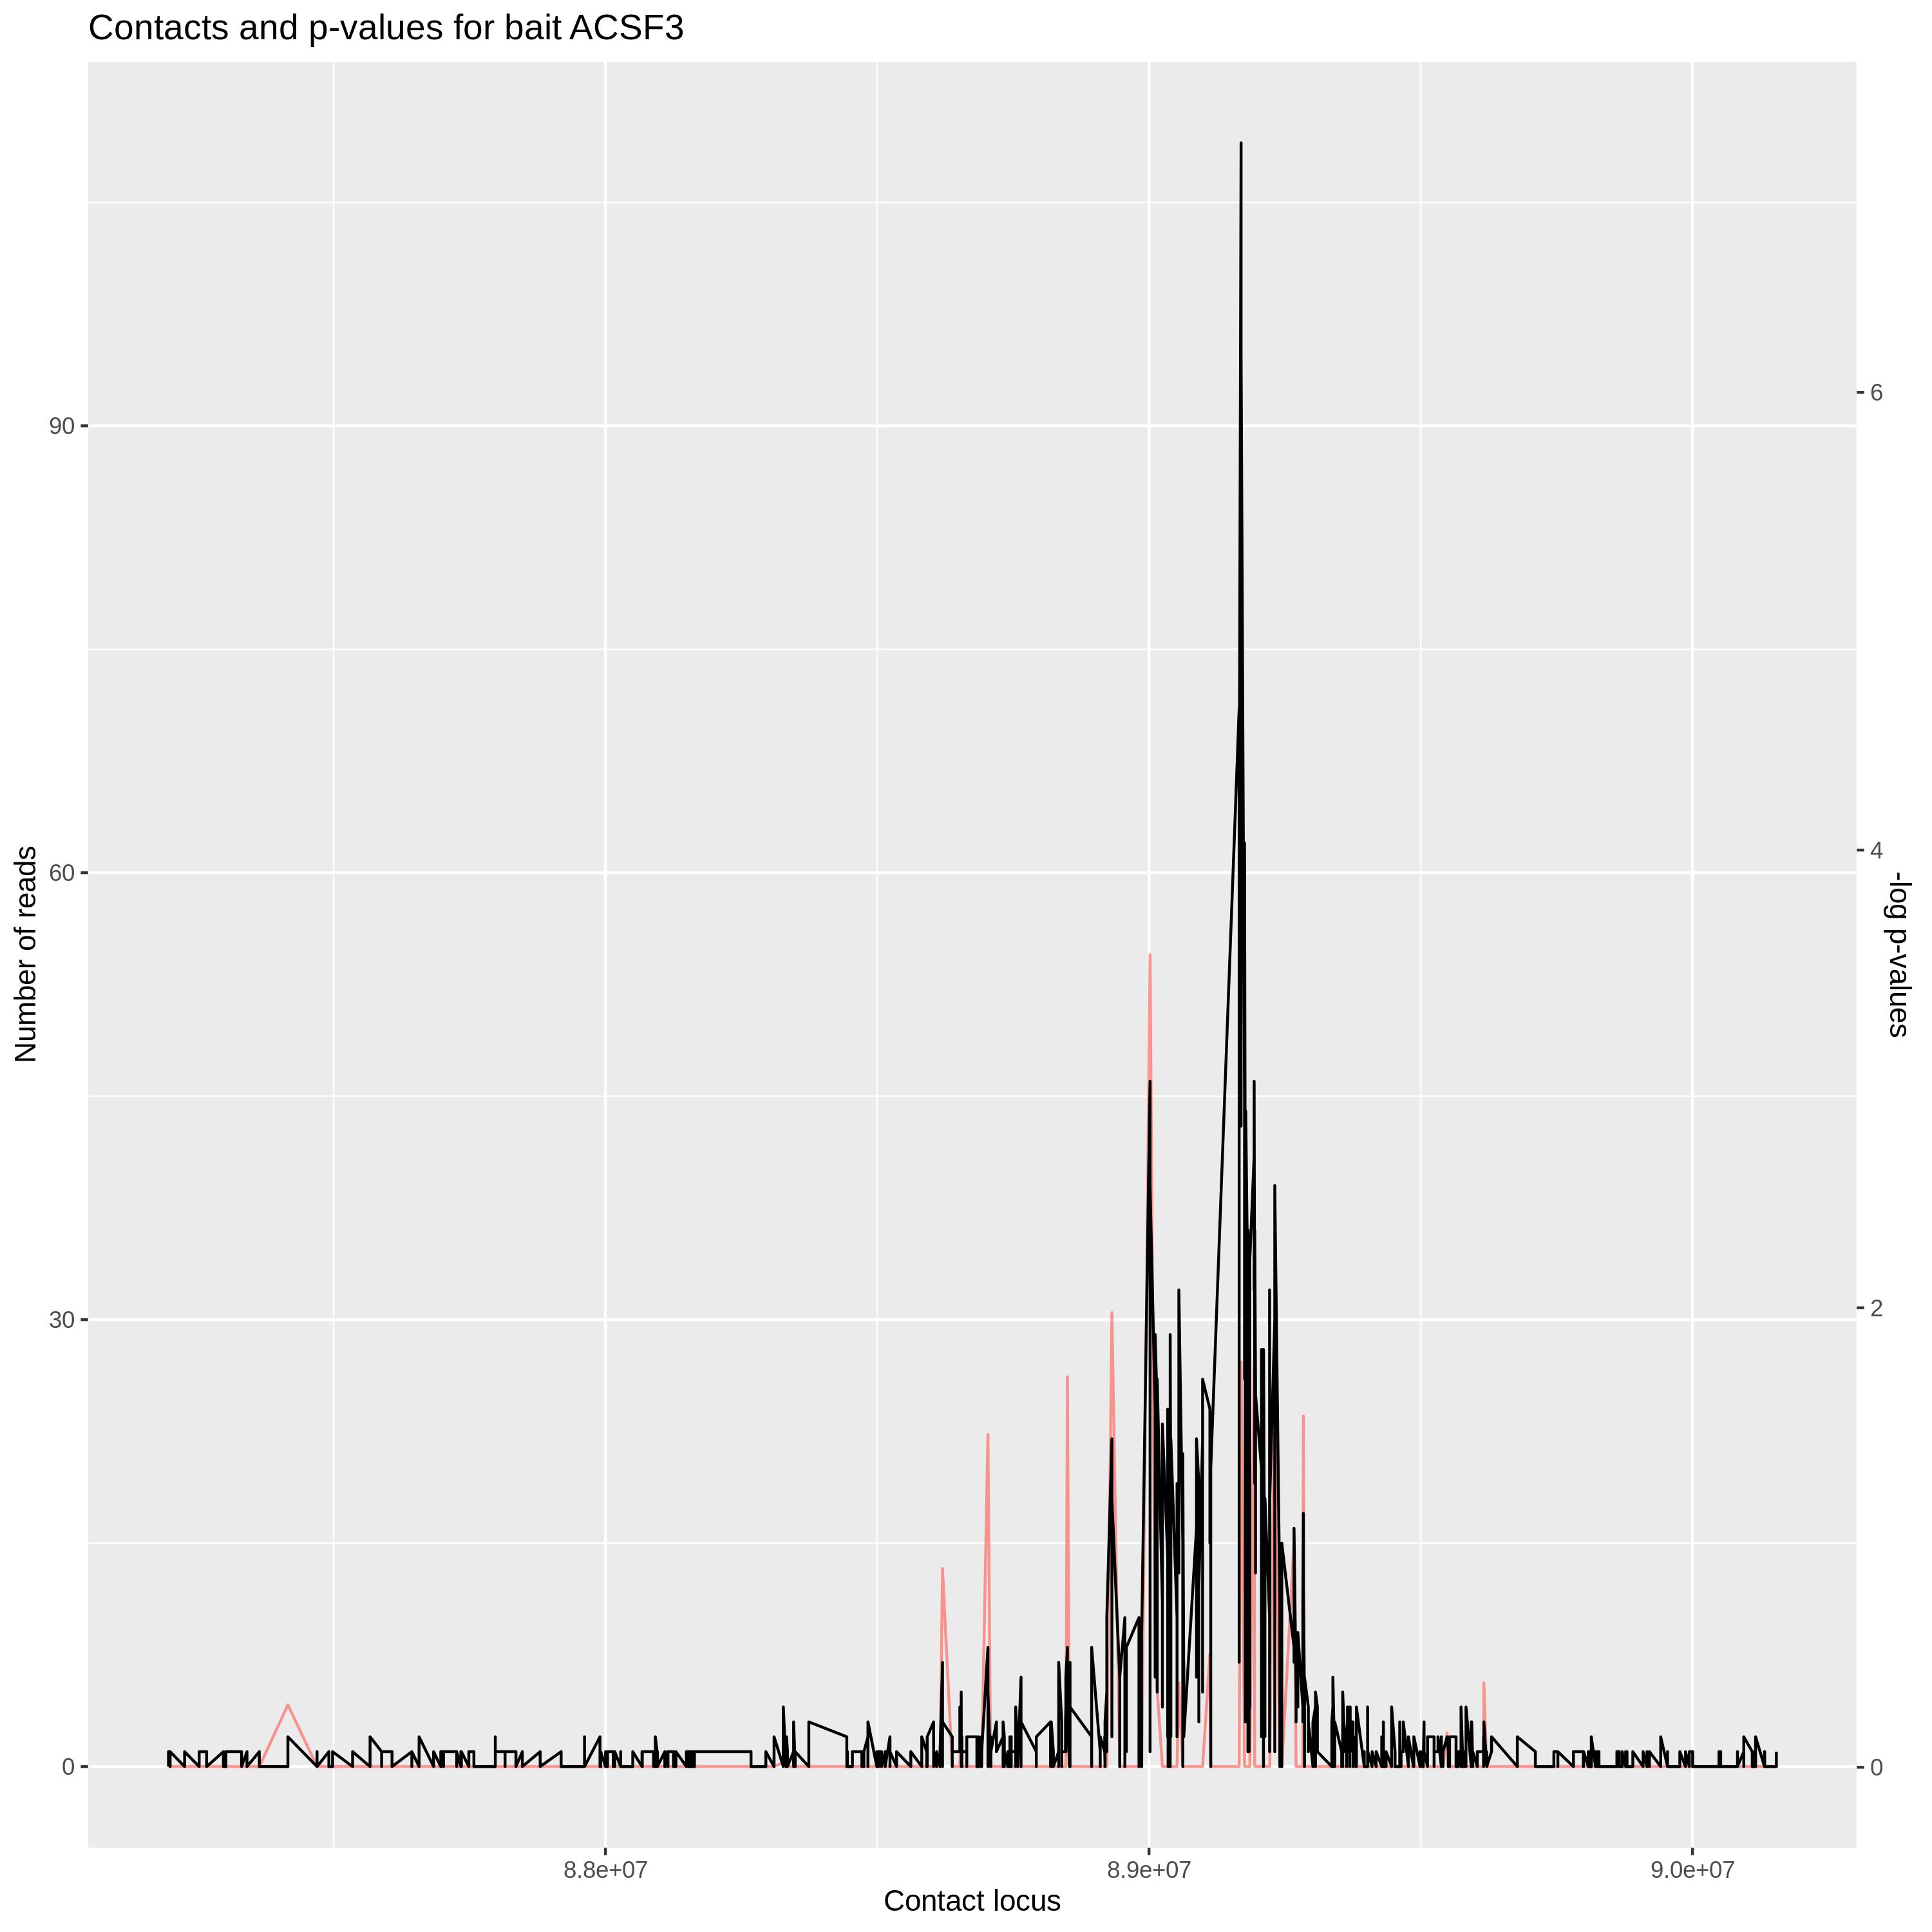 Contacts and p-values for bait ACSF3
90
60
30
0
Number of reads
6
4
2
0
-log p-values
8.8e+07
8.9e+07
9.0e+07
Contact locus